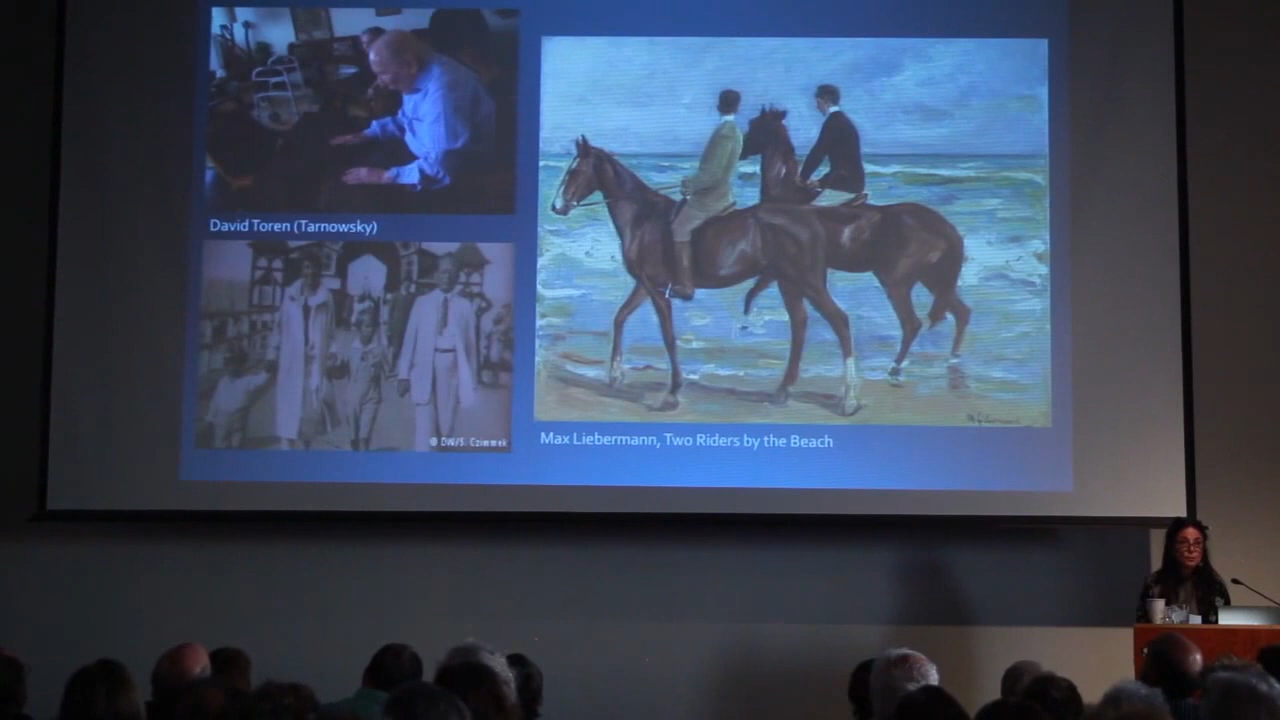 David Toren (Tarnowsky)
© DW/S. Czimmek
Max Liebermann, Two Riders by the Beach